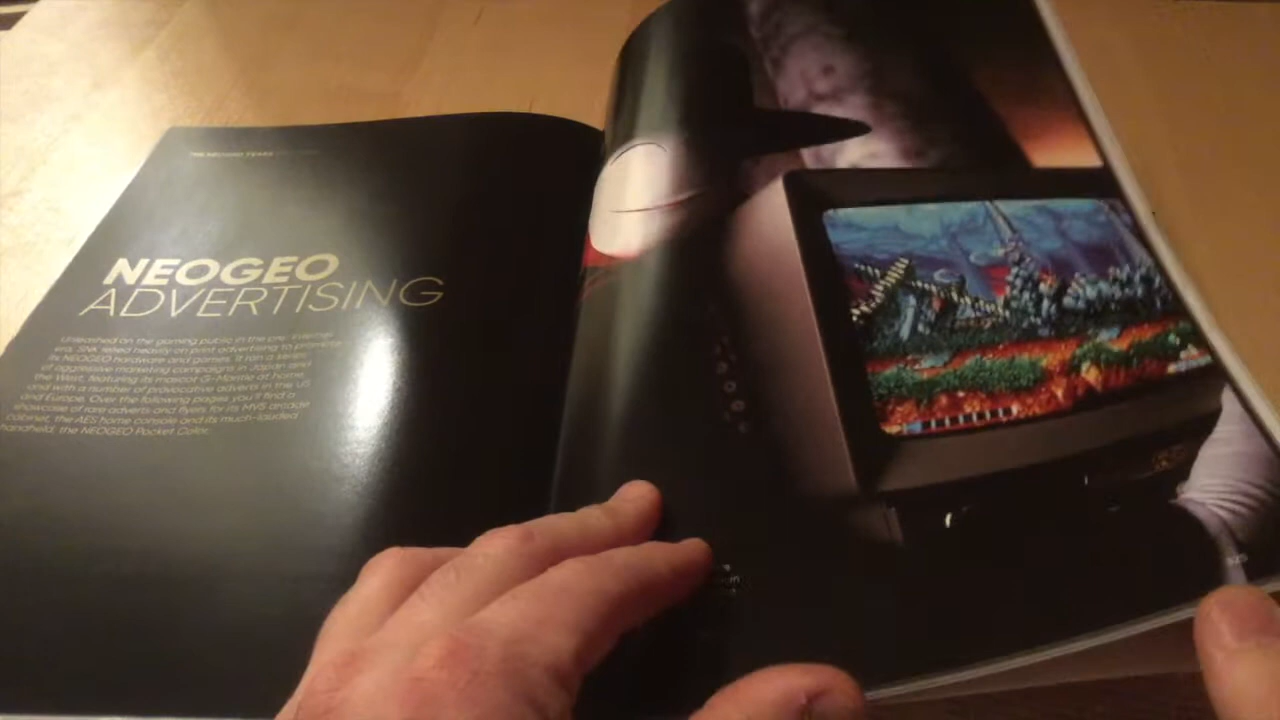 THE NEOGEO YEARS
NEOGEO
ADVERTISING
Unleashed on the gaming public in the pre-internet
era, SNK relied heavily on print advertising to promote
its NEOGEO hardware and games. It ran a series
of aggressive marketing campaigns in Japan and
the West, featuring its mascot G-Mantle at home,
and with a number of provocative adverts in the US
and Europe. Over the following pages you'll find a
showcase of rare adverts and flyers for its MVS arcade
cabinet, the AES home console and its much-lauded
handheld, the NEOGEO Pocket Color.